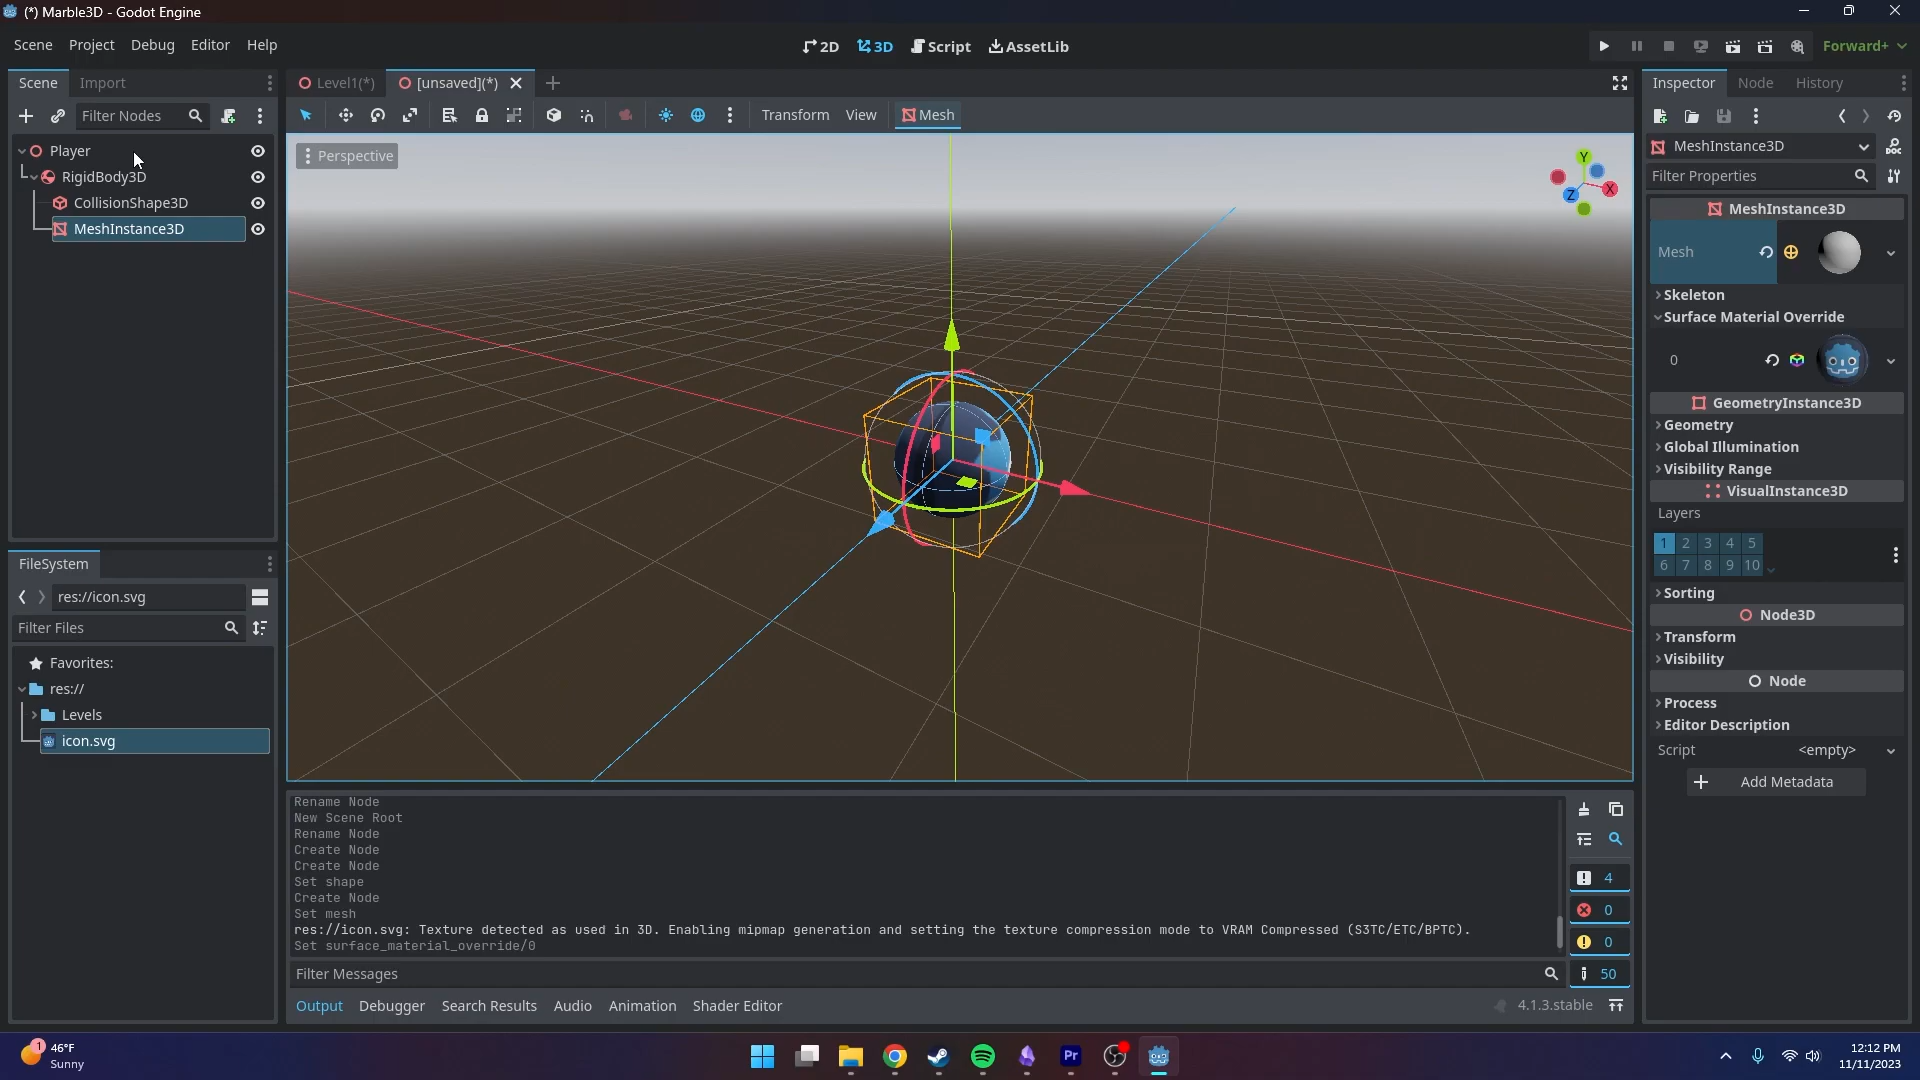 (*) Marble3D - Godot Engine
Scene Project Debug Editor Help
2D 3D Script AssetLib
Forward+
Scene Import
Level1(*) [unsaved](*)
Inspector Node History
Filter Nodes
Transform View Mesh
Player
RigidBody3D
CollisionShape3D
MeshInstance3D
Perspective
Y
X
Z
MeshInstance3D
Filter Properties
MeshInstance3D
Mesh
Skeleton
Surface Material Override
0
GeometryInstance3D
Geometry
Global Illumination
Visibility Range
VisualInstance3D
Layers
1 2 3 4 5
6 7 8 9 10
Sorting
Node3D
Transform
Visibility
Node
Process
Editor Description
Script <empty>
Add Metadata
FileSystem
res://icon.svg
Filter Files
Favorites:
res://
Levels
icon.svg
Rename Node
New Scene Root
Rename Node
Create Node
Create Node
Set shape
Create Node
Set mesh
res://icon.svg: Texture detected as used in 3D. Enabling mipmap generation and setting the texture compression mode to VRAM Compressed (S3TC/ETC/BPTC).
Set surface_material_override/0
4
0
0
50
Filter Messages
Output Debugger Search Results Audio Animation Shader Editor
4.1.3.stable
1
46°F
Sunny
Pr
12:12 PM
11/11/2023